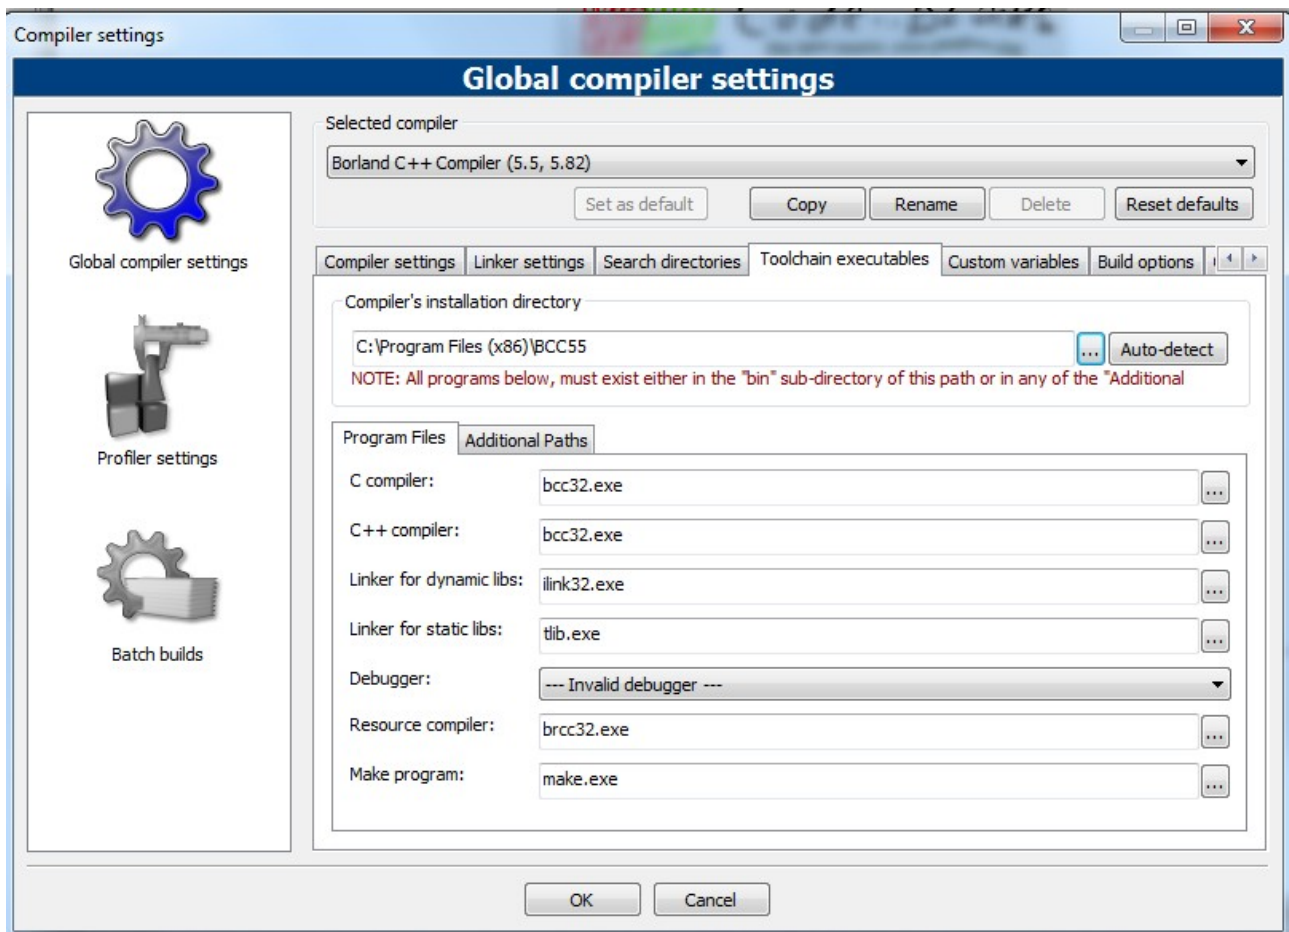 Compiler settings
Global compiler settings
Global compiler settings
Profiler settings
Batch builds
Selected compiler
Borland C++ Compiler (5.5, 5.82)
Set as default Copy Rename Delete Reset defaults
Compiler settings Linker settings Search directories Toolchain executables Custom variables Build options
Compiler's installation directory
C:\Program Files (x86)\BCC55 ... Auto-detect
NOTE: All programs below, must exist either in the "bin" sub-directory of this path or in any of the "Additional
Program Files Additional Paths
C compiler: bcc32.exe ...
C++ compiler: bcc32.exe ...
Linker for dynamic libs: ilink32.exe ...
Linker for static libs: tlib.exe ...
Debugger: --- Invalid debugger ---
Resource compiler: brcc32.exe ...
Make program: make.exe ...
OK Cancel